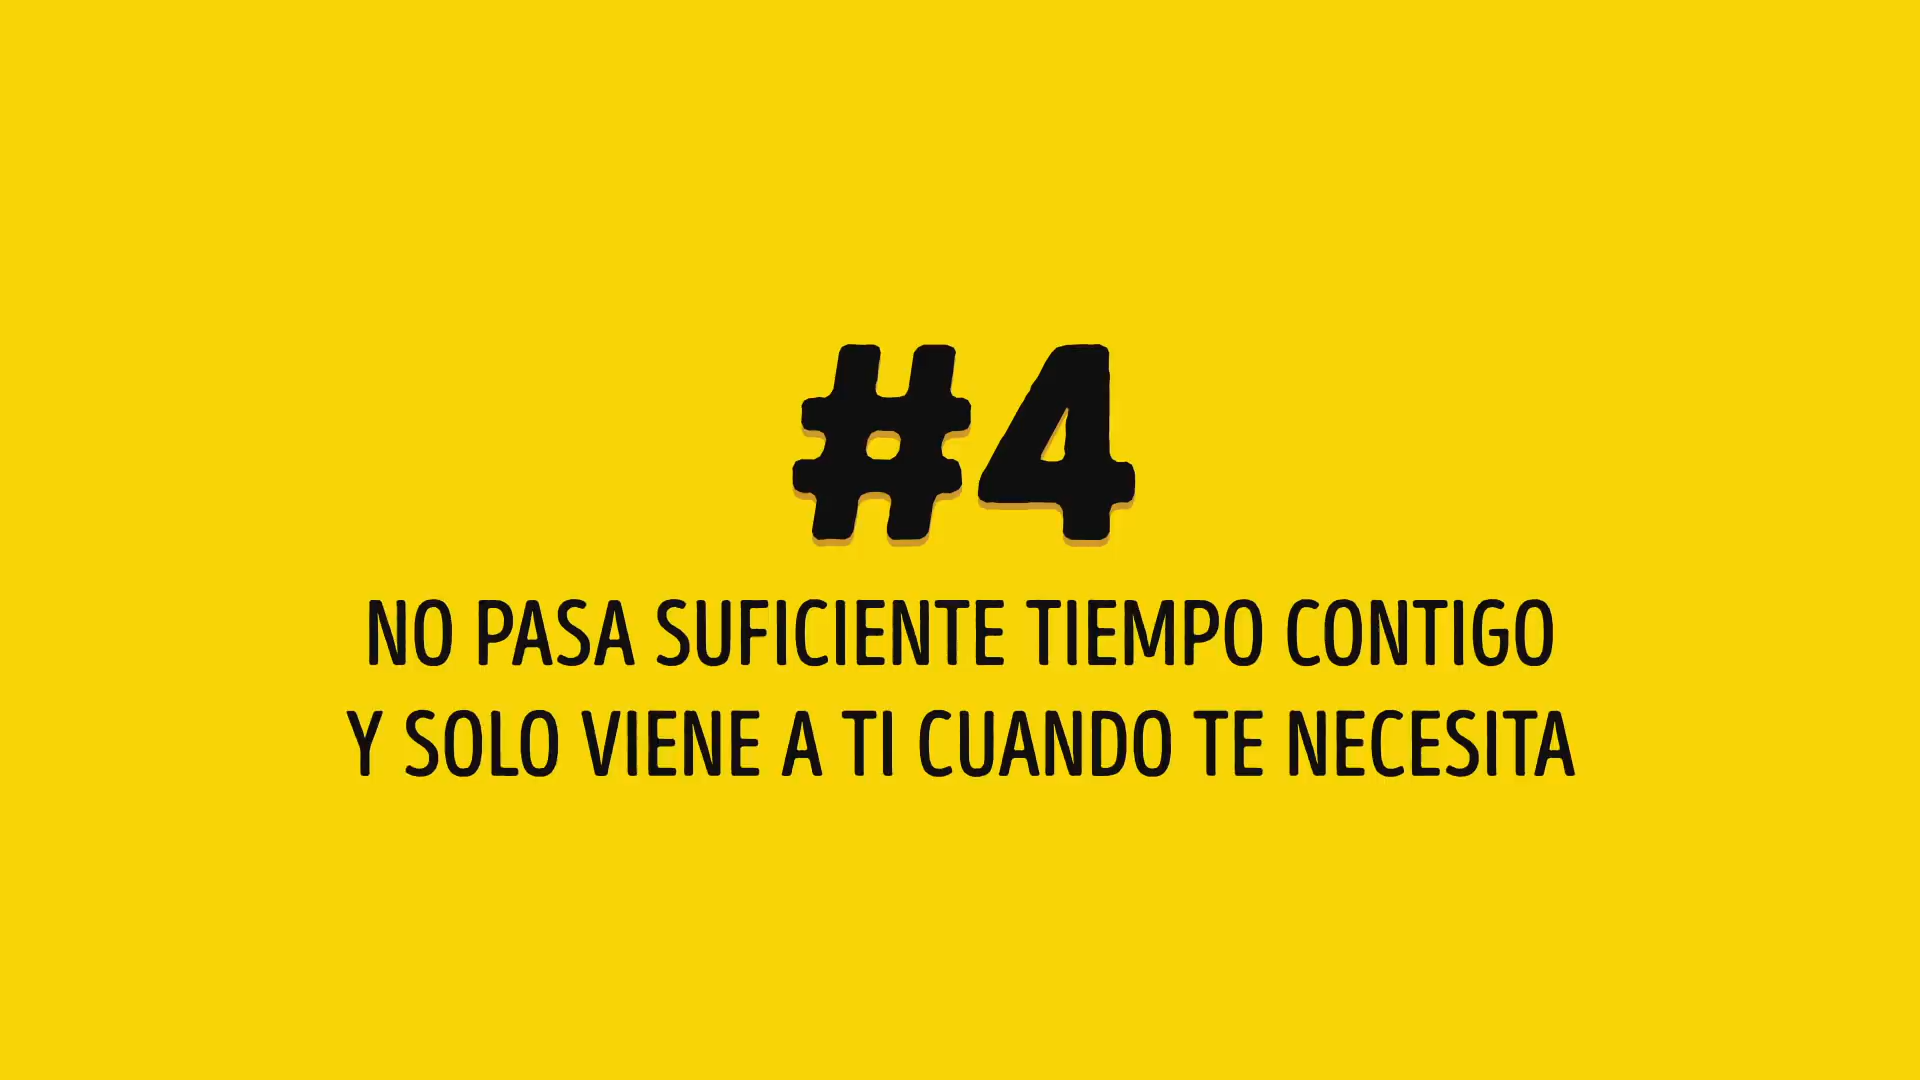 #4
NO PASA SUFICIENTE TIEMPO CONTIGO
Y SOLO VIENE A TI CUANDO TE NECESITA